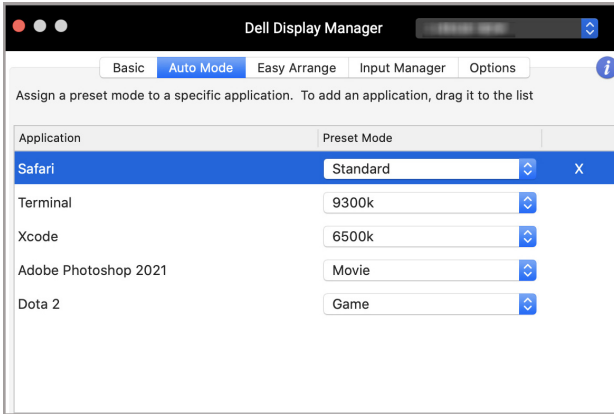 Dell Display Manager
Basic Auto Mode Easy Arrange Input Manager Options i
Assign a preset mode to a specific application. To add an application, drag it to the list
Application Preset Mode
Safari Standard X
Terminal 9300k
Xcode 6500k
Adobe Photoshop 2021 Movie
Dota 2 Game